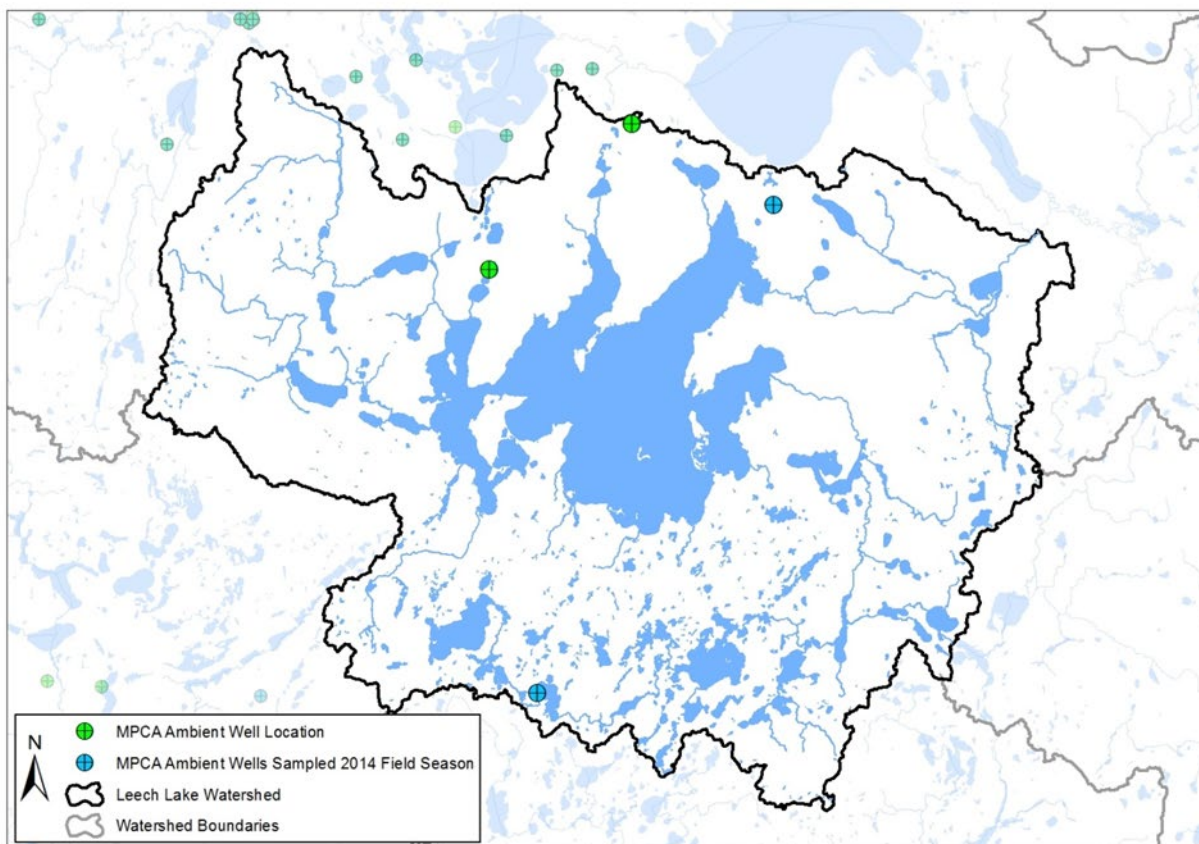 N
MPCA Ambient Well Location
MPCA Ambient Wells Sampled 2014 Field Season
Leech Lake Watershed
Watershed Boundaries